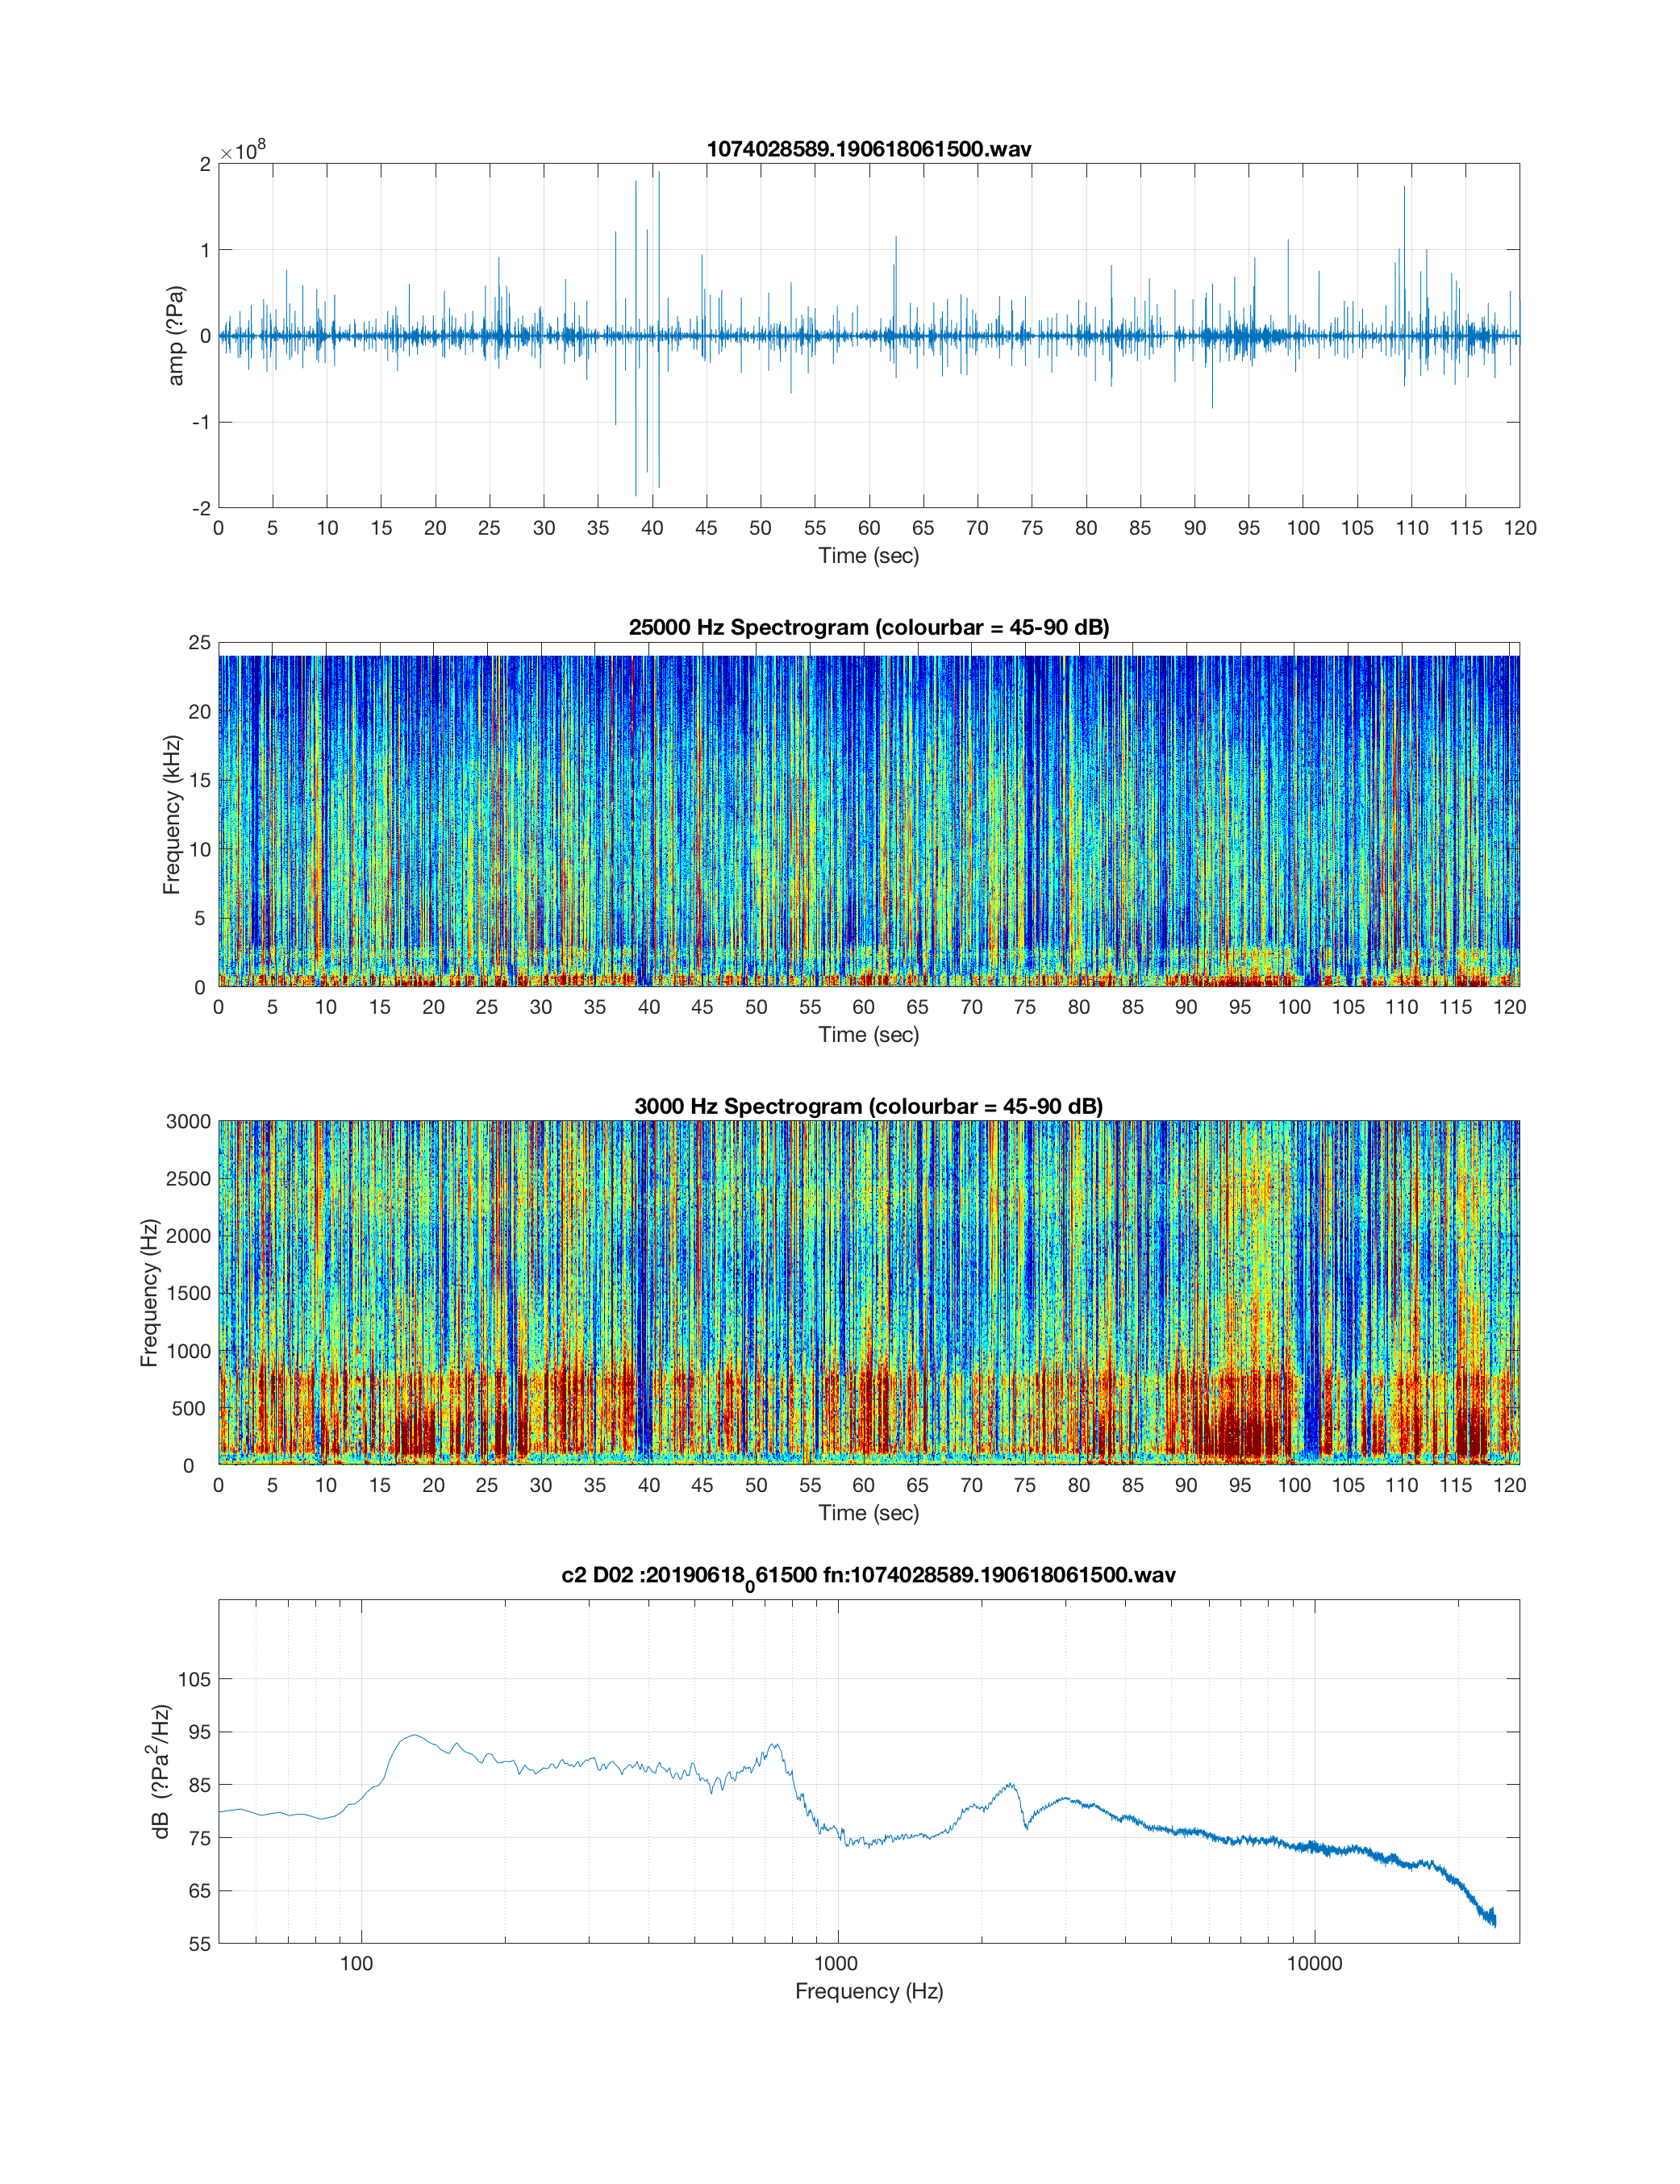 1074028589.190618061500.wav
×10⁸
2
1
0
-1
-2
amp (?Pa)
0 5 10 15 20 25 30 35 40 45 50 55 60 65 70 75 80 85 90 95 100 105 110 115 120
Time (sec)
25000 Hz Spectrogram (colourbar = 45-90 dB)
25
20
15
10
5
0
Frequency (kHz)
0 5 10 15 20 25 30 35 40 45 50 55 60 65 70 75 80 85 90 95 100 105 110 115 120
Time (sec)
3000 Hz Spectrogram (colourbar = 45-90 dB)
3000
2500
2000
1500
1000
500
0
Frequency (Hz)
0 5 10 15 20 25 30 35 40 45 50 55 60 65 70 75 80 85 90 95 100 105 110 115 120
Time (sec)
c2 D02 :20190618₀61500 fn:1074028589.190618061500.wav
105
95
85
75
65
55
dB (?Pa²/Hz)
100 1000 10000
Frequency (Hz)